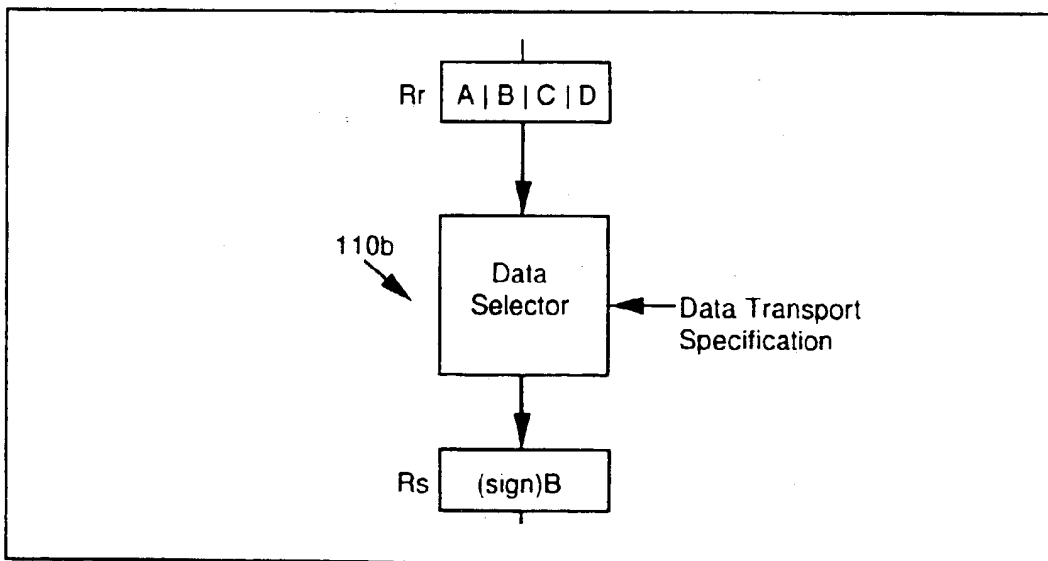 Rr A | B | C | D
110b
Data
Selector
Data Transport
Specification
Rs (sign)B